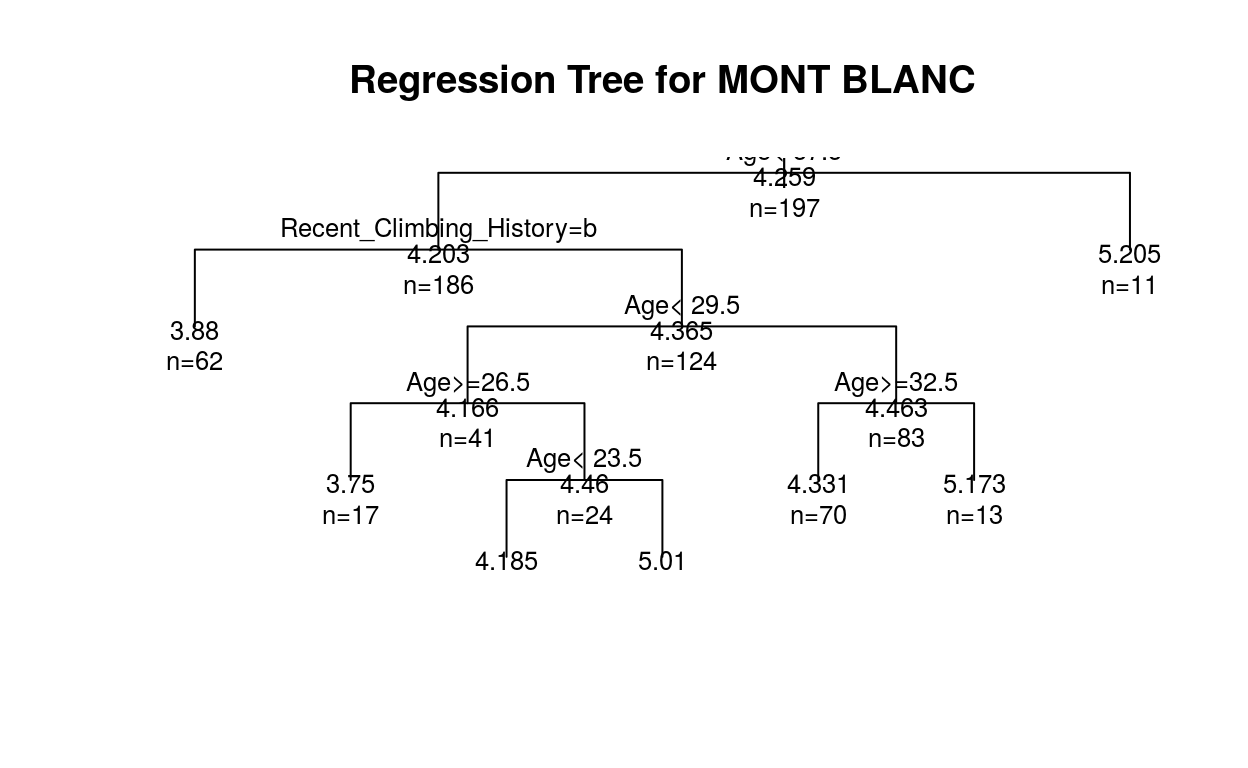 Regression Tree for MONT BLANC
4.259
n=197
Recent_Climbing_History=b
4.203
n=186
5.205
n=11
Age< 29.5
3.88
n=62
4.365
n=124
Age>=26.5
Age>=32.5
4.166
n=41
4.463
n=83
Age< 23.5
3.75
n=17
4.46
n=24
4.331
n=70
5.173
n=13
4.185
5.01